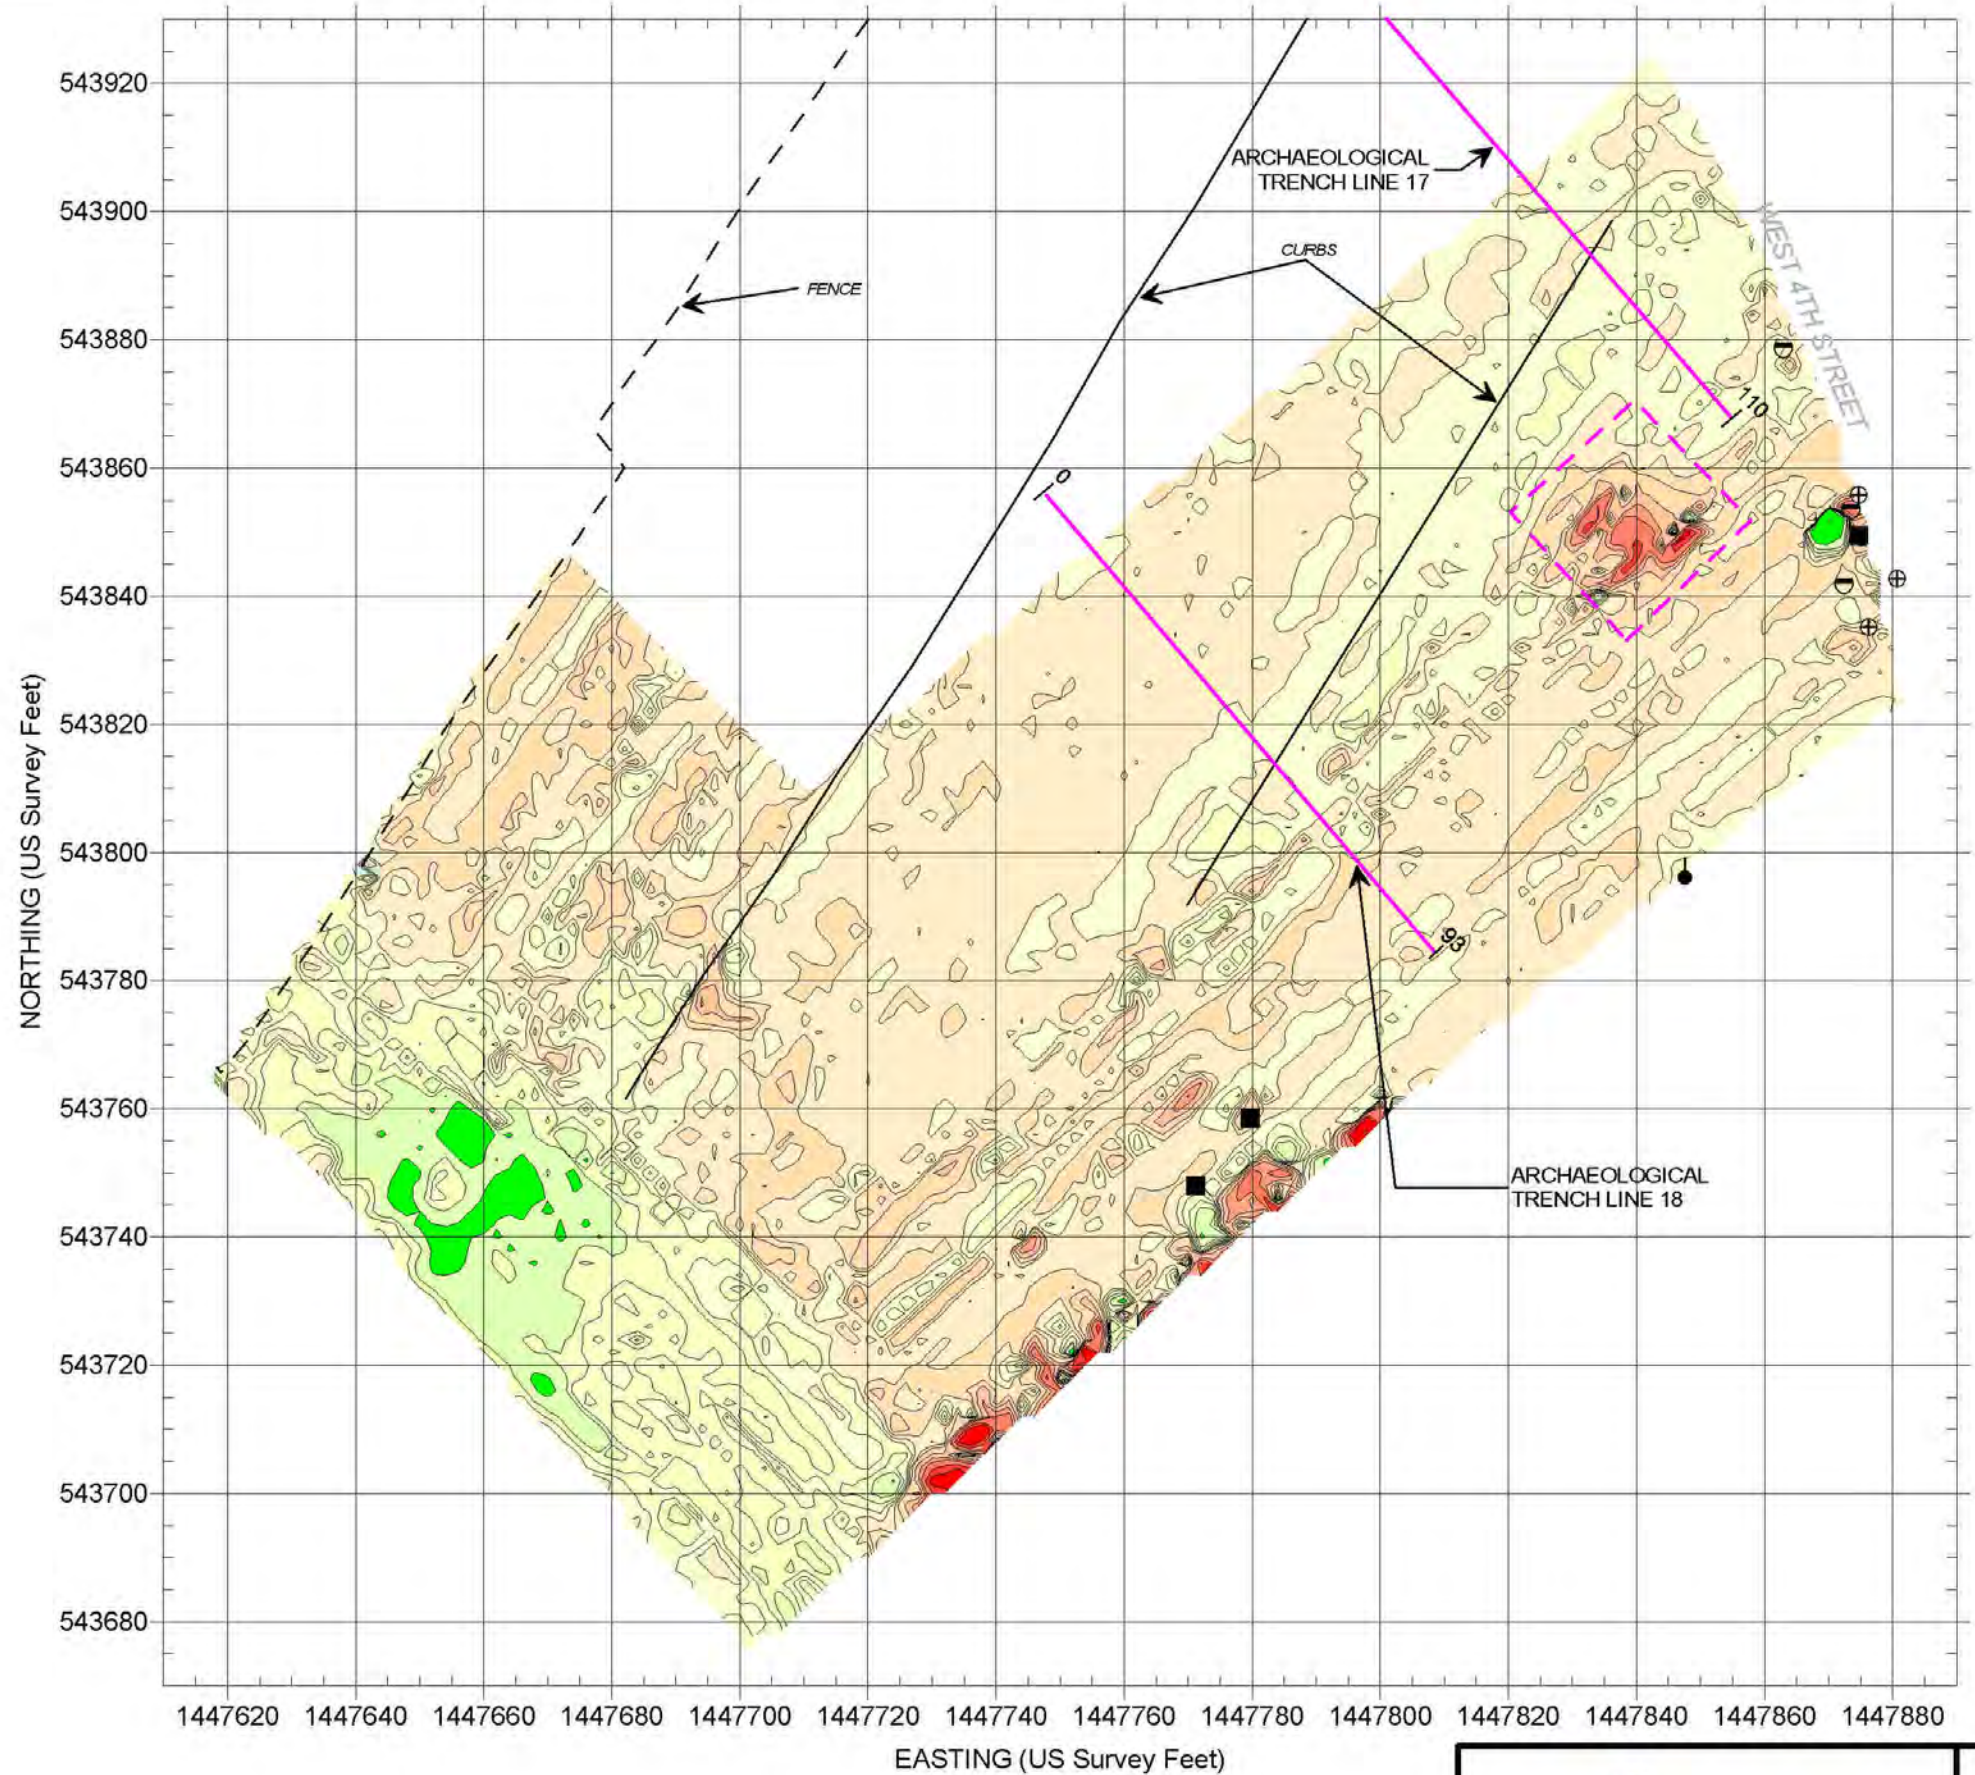 543920
543900
543880
543860
543840
543820
543800
543780
543760
543740
543720
543700
543680
NORTHING (US Survey Feet)
ARCHAEOLOGICAL
TRENCH LINE 17
CURBS
FENCE
WEST 4TH STREET
110
0
93
ARCHAEOLOGICAL
TRENCH LINE 18
1447620 1447640 1447660 1447680 1447700 1447720 1447740 1447760 1447780 1447800 1447820 1447840 1447860 1447880
EASTING (US Survey Feet)